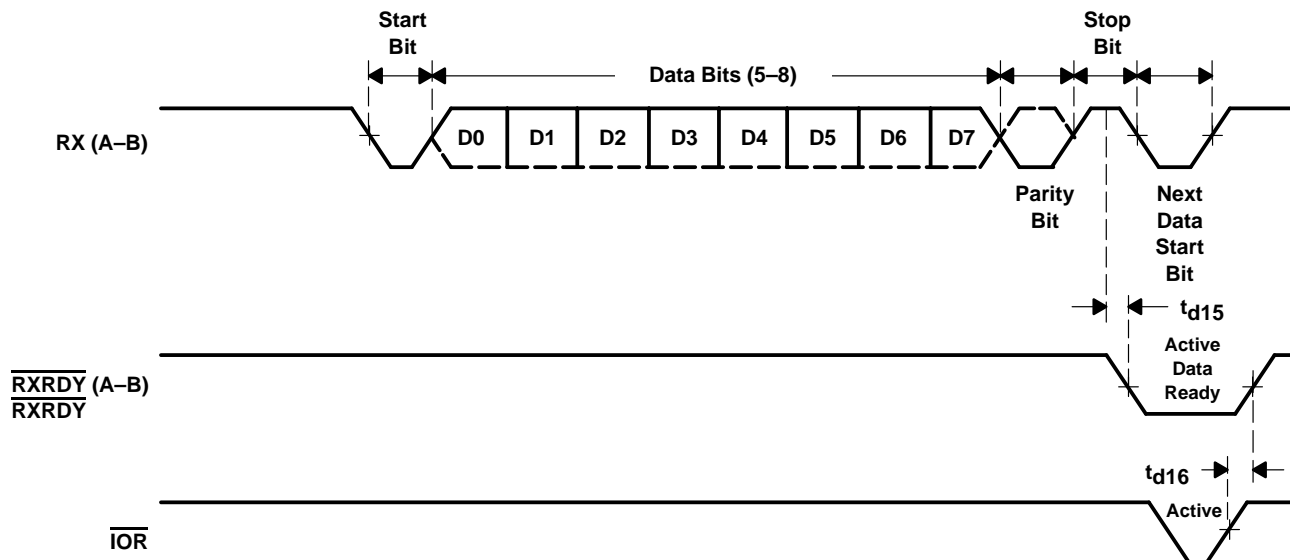 Start
Bit
Stop
Bit
Data Bits (5–8)
RX (A–B)
D0 D1 D2 D3 D4 D5 D6 D7
Parity
Bit
Next
Data
Start
Bit
td15
RXRDY (A–B)
RXRDY
Active
Data
Ready
td16
IOR
Active